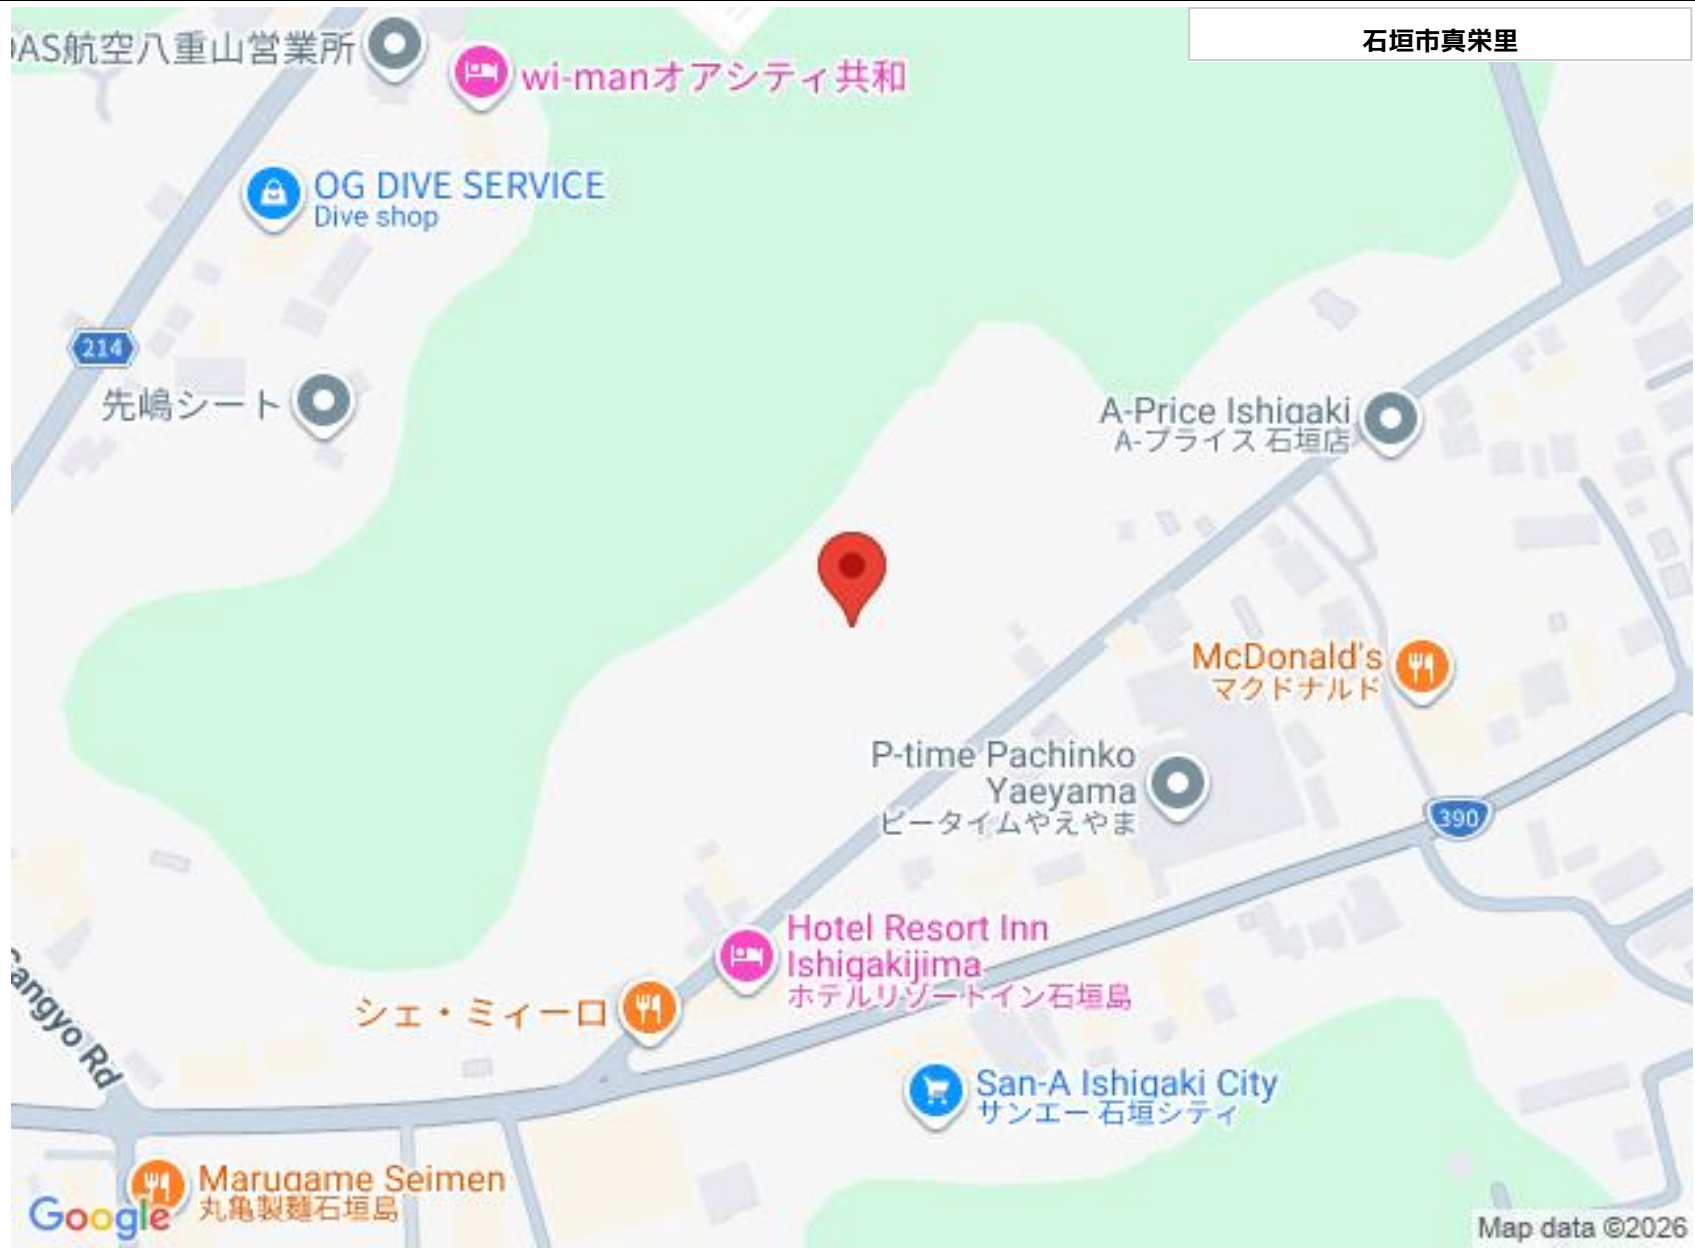 石垣市真栄里
AS航空八重山営業所
wi-manオアシティ共和
OG DIVE SERVICE
Dive shop
214
先嶋シート
A-Price Ishigaki
A-プライス 石垣店
McDonald's
マクドナルド
P-time Pachinko
Yaeyama
ピータイムやえやま
390
Hotel Resort Inn
Ishigakijima
ホテルリゾートイン石垣島
シェ・ミィーロ
angyo Rd
San-A Ishigaki City
サンエー 石垣シティ
Marugame Seimen
丸亀製麺石垣島
Google
Map data ©2026